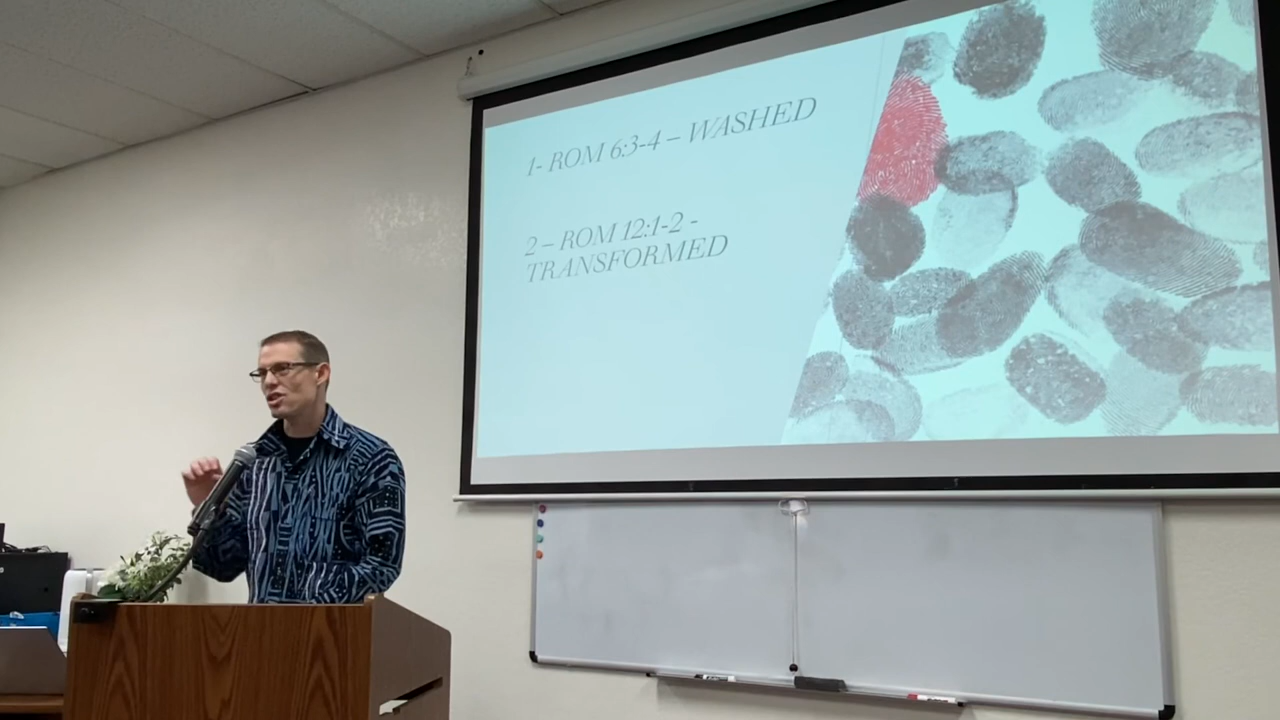 1- ROM 6:3-4 – WASHED
2 – ROM 12:1-2 -
TRANSFORMED